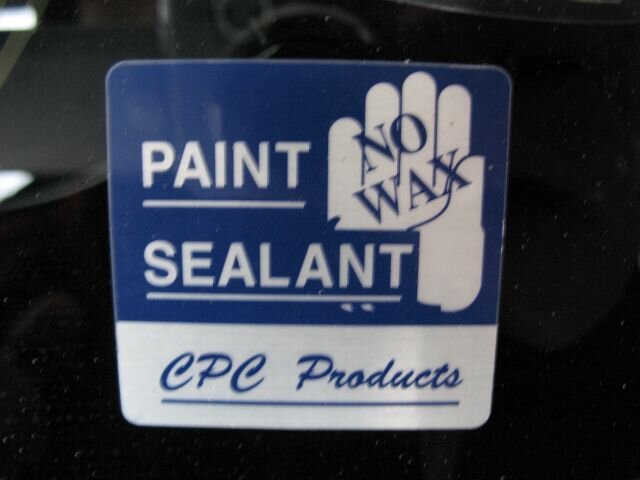 PAINT
NO
WAX
SEALANT
CPC Products